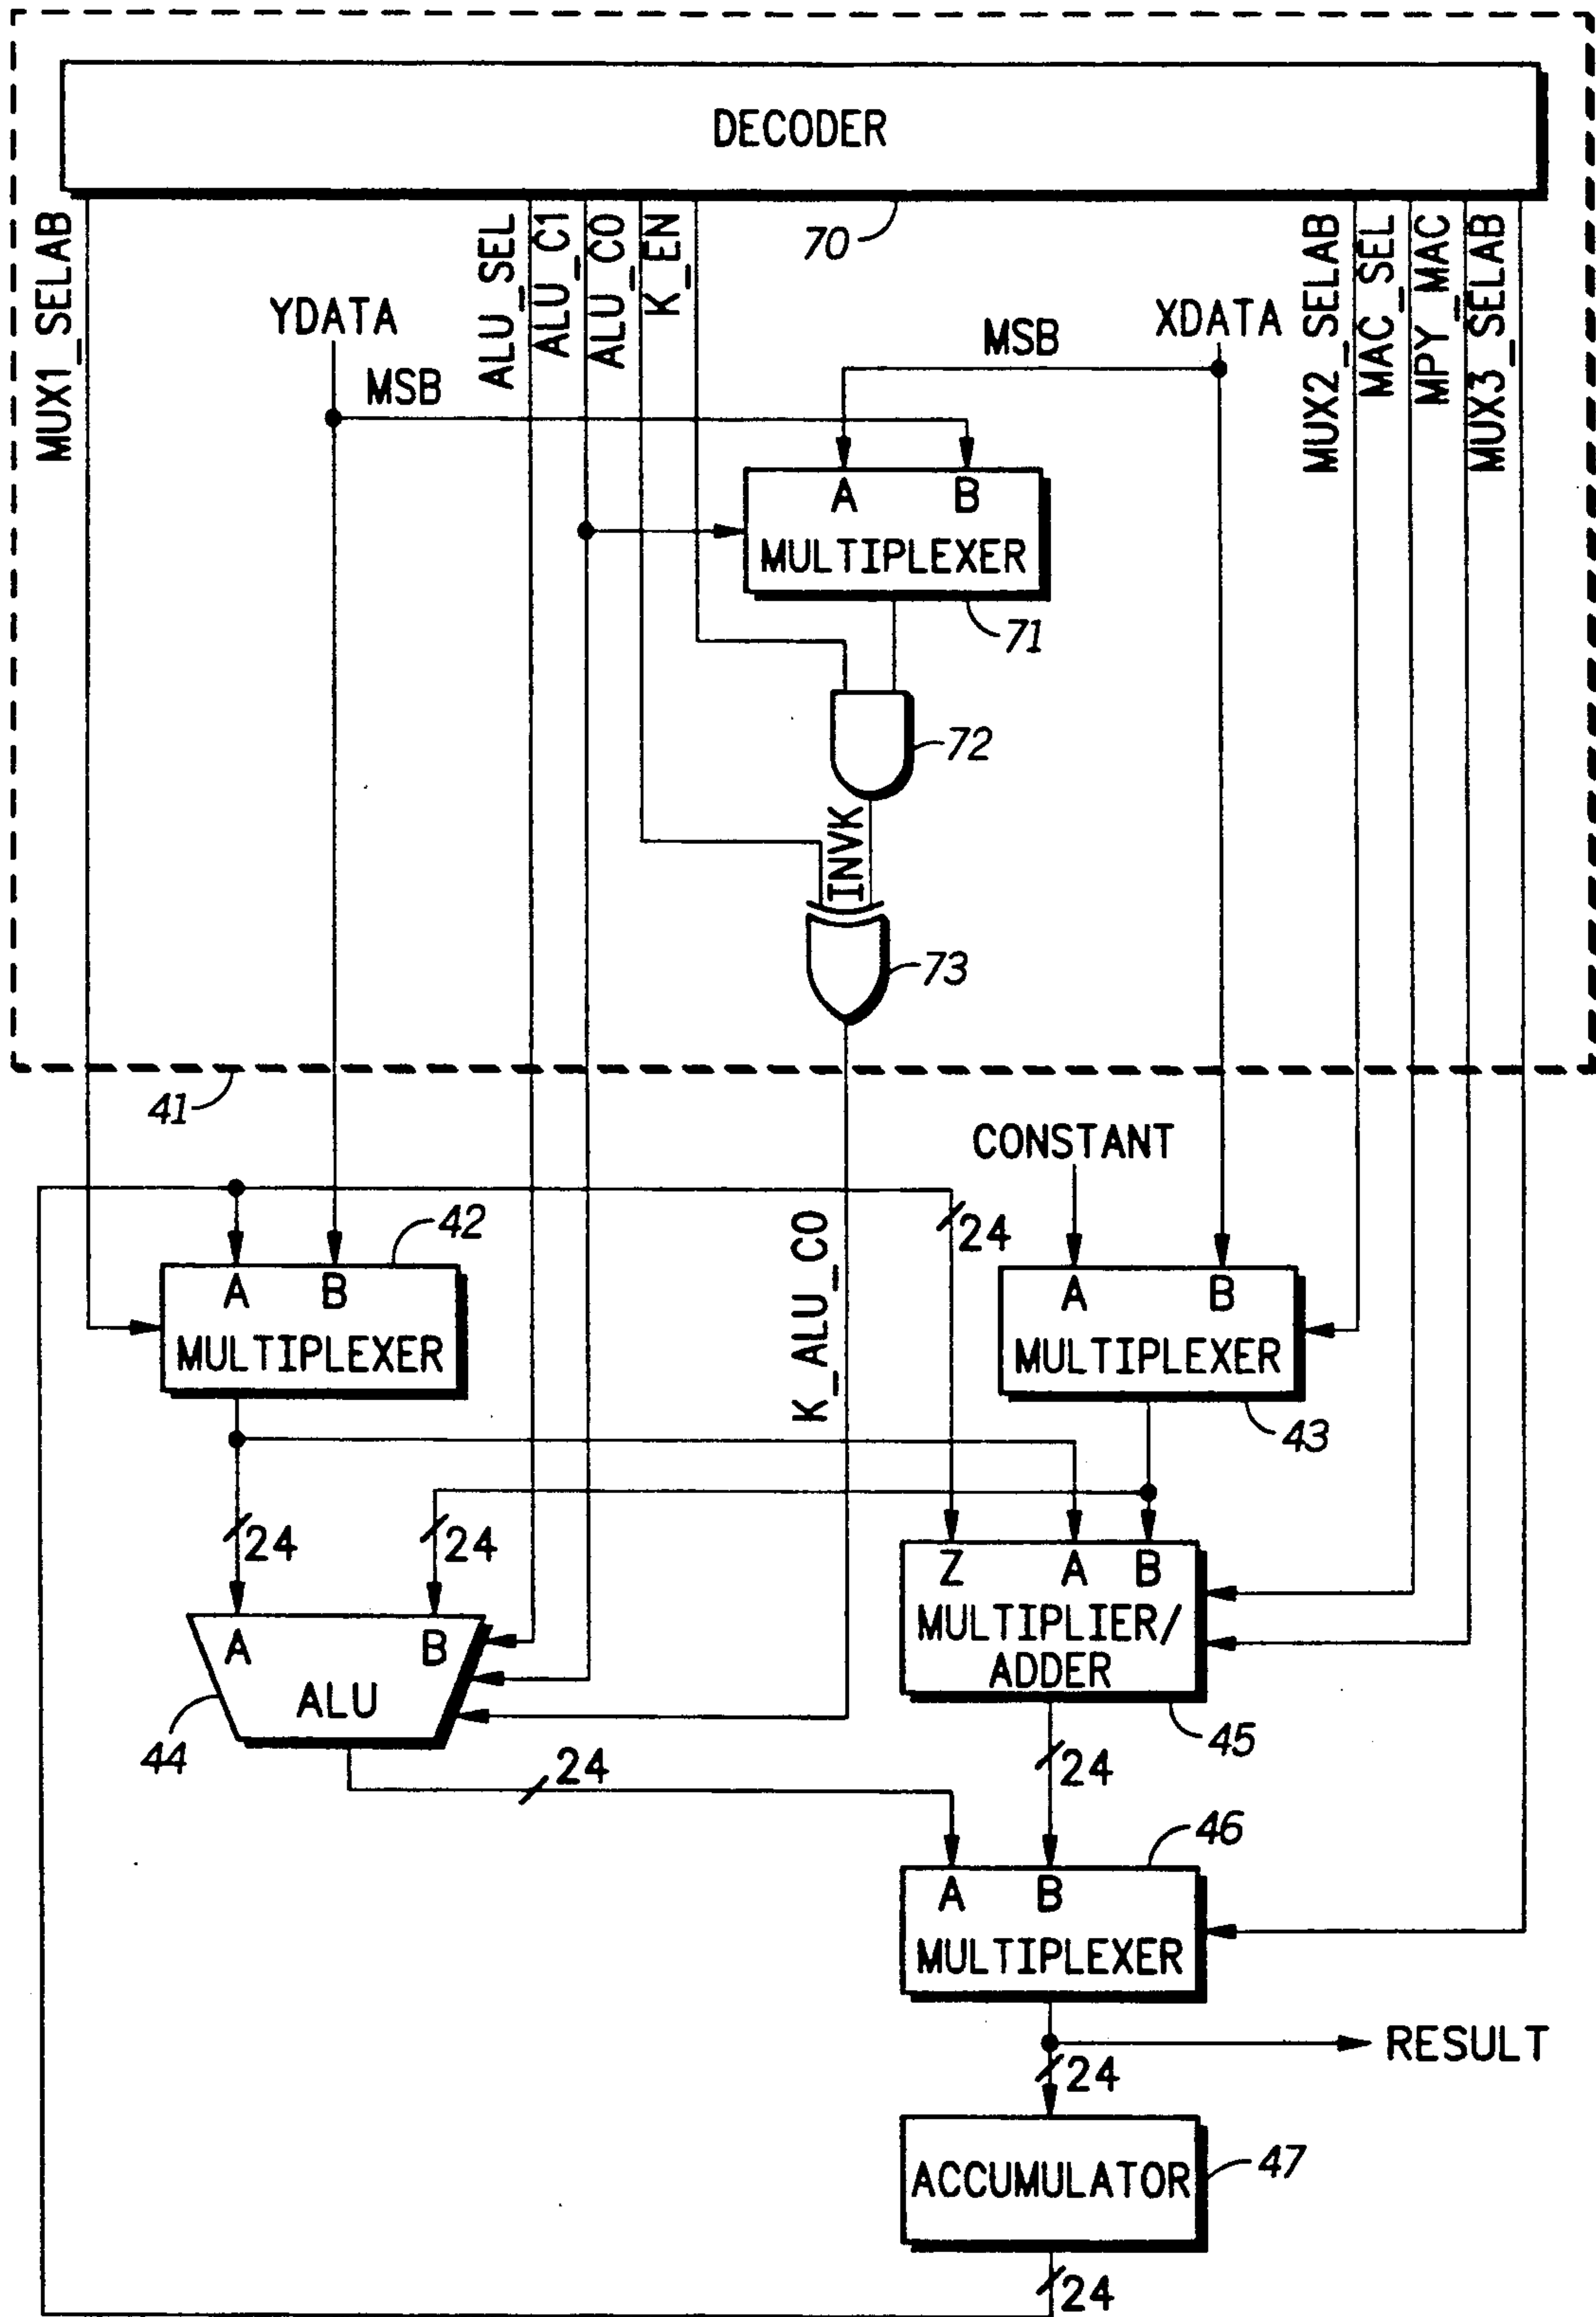 DECODER
70
MUX1_SELAB
ALU_SEL
ALU_C1
ALU_C0
K_EN
MUX2_SELAB
MAC_SEL
MPY_MAC
MUX3_SELAB
YDATA
XDATA
MSB
MSB
A B
MULTIPLEXER
71
72
INVK
73
41
CONSTANT
42
24
K_ALU_C0
A B
MULTIPLEXER
A B
MULTIPLEXER
43
24
24
Z A B
MULTIPLIER/
ADDER
A B
ALU
44
45
24
24
46
A B
MULTIPLEXER
RESULT
24
ACCUMULATOR
47
24